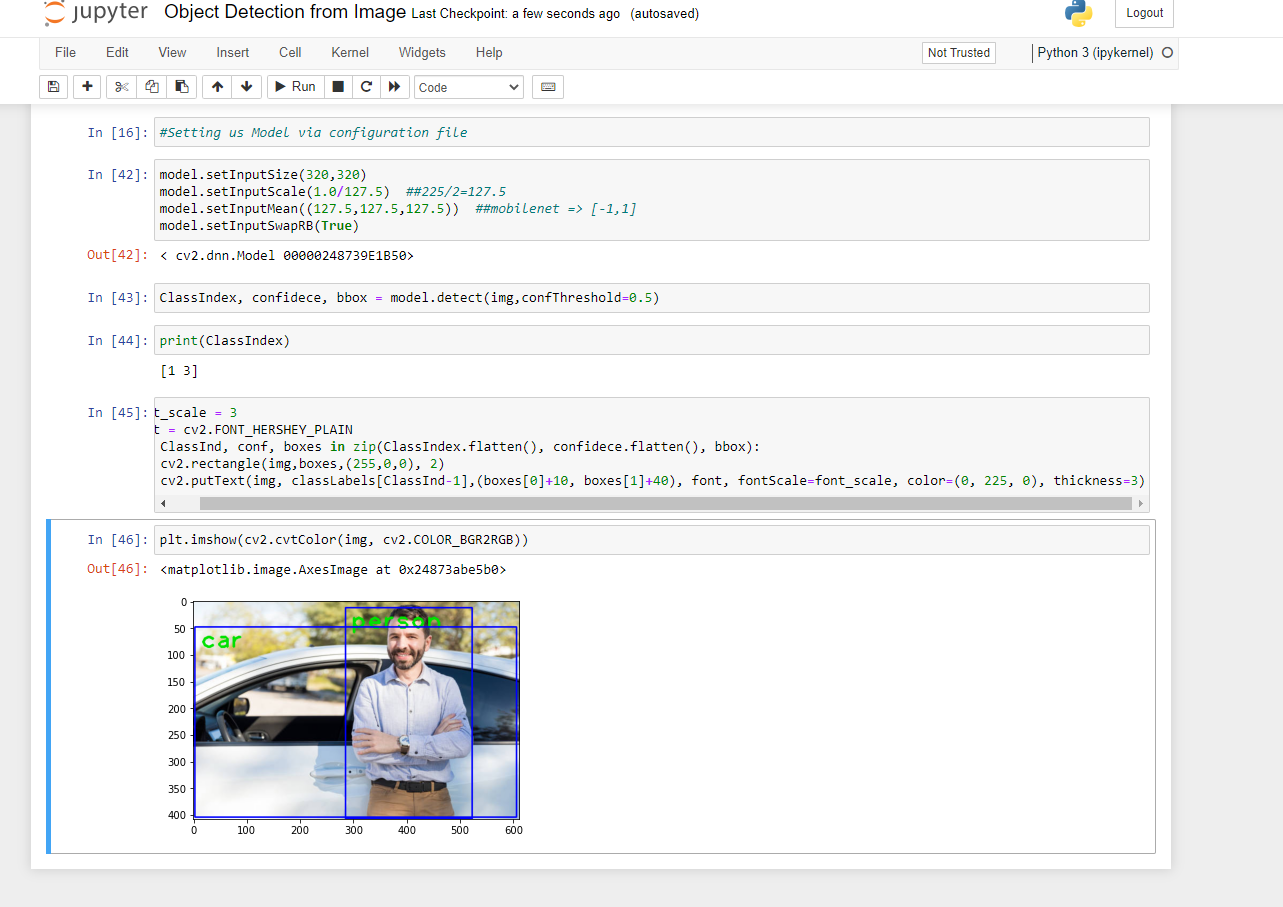 jupyter Object Detection from Image Last Checkpoint: a few seconds ago (autosaved) Logout
File Edit View Insert Cell Kernel Widgets Help Not Trusted Python 3 (ipykernel)
Run Code
In [16]: #Setting us Model via configuration file
In [42]: model.setInputSize(320,320)
model.setInputScale(1.0/127.5) ##225/2=127.5
model.setInputMean((127.5,127.5,127.5)) ##mobilenet => [-1,1]
model.setInputSwapRB(True)
Out[42]: < cv2.dnn.Model 00000248739E1B50>
In [43]: ClassIndex, confidece, bbox = model.detect(img,confThreshold=0.5)
In [44]: print(ClassIndex)
[1 3]
In [45]: t_scale = 3
t = cv2.FONT_HERSHEY_PLAIN
ClassInd, conf, boxes in zip(ClassIndex.flatten(), confidece.flatten(), bbox):
cv2.rectangle(img,boxes,(255,0,0), 2)
cv2.putText(img, classLabels[ClassInd-1],(boxes[0]+10, boxes[1]+40), font, fontScale=font_scale, color=(0, 225, 0), thickness=3)
In [46]: plt.imshow(cv2.cvtColor(img, cv2.COLOR_BGR2RGB))
Out[46]: <matplotlib.image.AxesImage at 0x24873abe5b0>
0
person
50
car
100
150
200
250
300
350
400
0 100 200 300 400 500 600